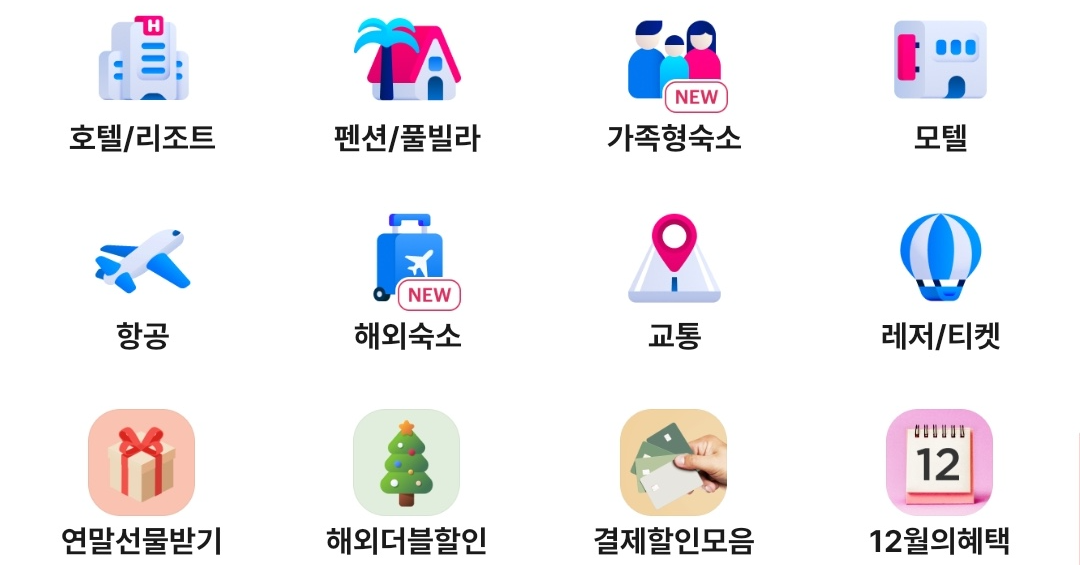 H
호텔/리조트
펜션/풀빌라
NEW
가족형숙소
모텔
항공
NEW
해외숙소
교통
레저/티켓
연말선물받기
해외더블할인
결제할인모음
12
12월의혜택